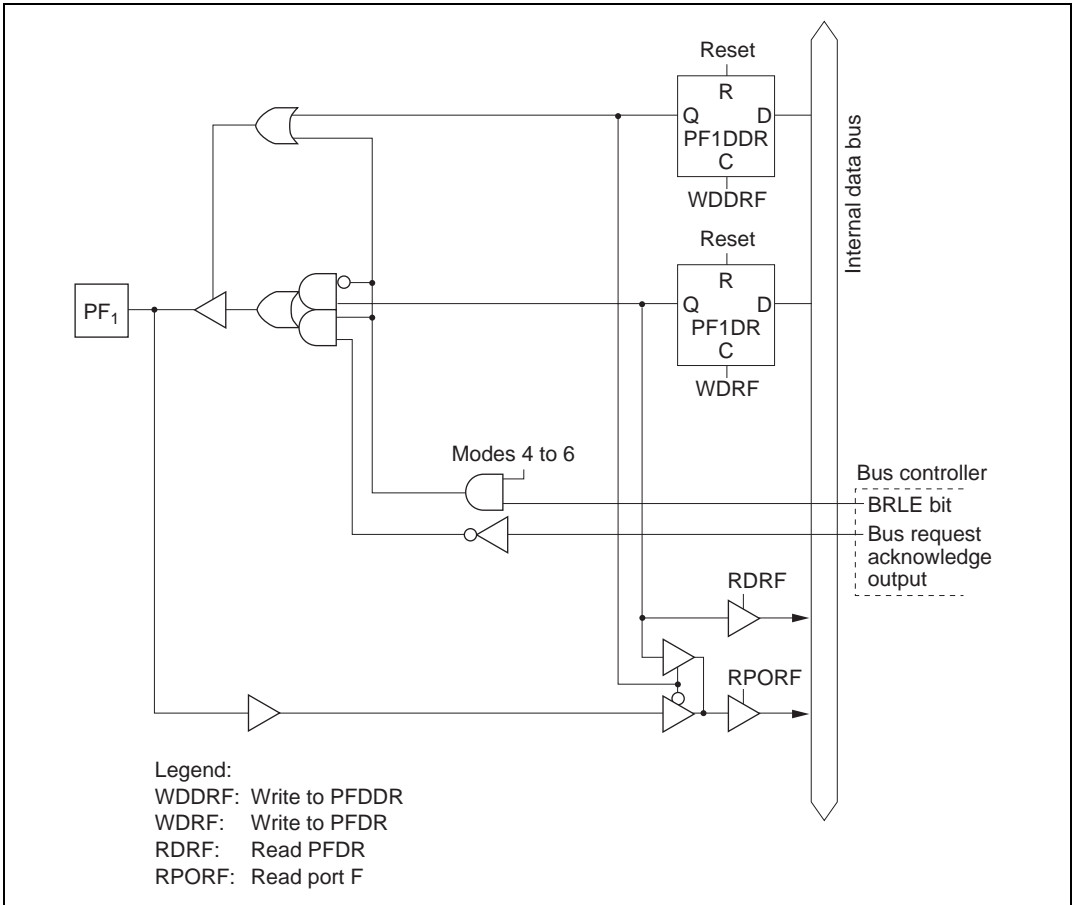 Reset
R
Q D
PF1DDR
C
WDDRF
Internal data bus
Reset
R
Q D
PF1DR
C
WDRF
PF1
Modes 4 to 6
Bus controller
BRLE bit
Bus request
acknowledge
output
RDRF
RPORF
Legend:
WDDRF: Write to PFDDR
WDRF: Write to PFDR
RDRF: Read PFDR
RPORF: Read port F